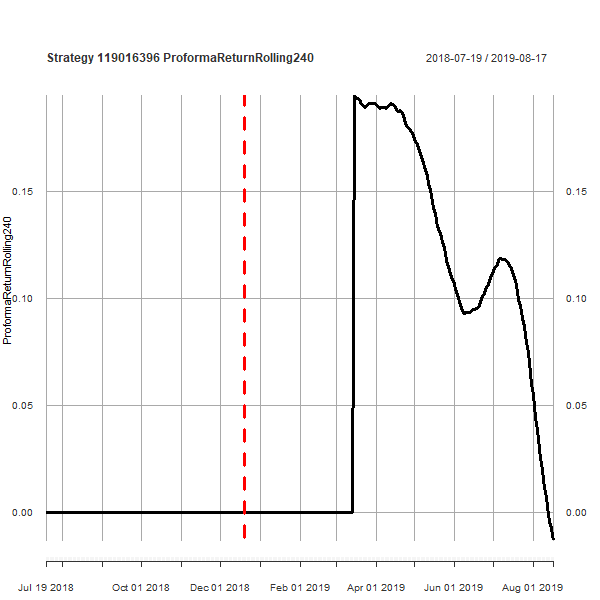 Strategy 119016396 ProformaReturnRolling240
2018-07-19 / 2019-08-17
ProformaReturnRolling240
0.15
0.10
0.05
0.00
0.15
0.10
0.05
0.00
Jul 19 2018
Oct 01 2018
Dec 01 2018
Feb 01 2019
Apr 01 2019
Jun 01 2019
Aug 01 2019